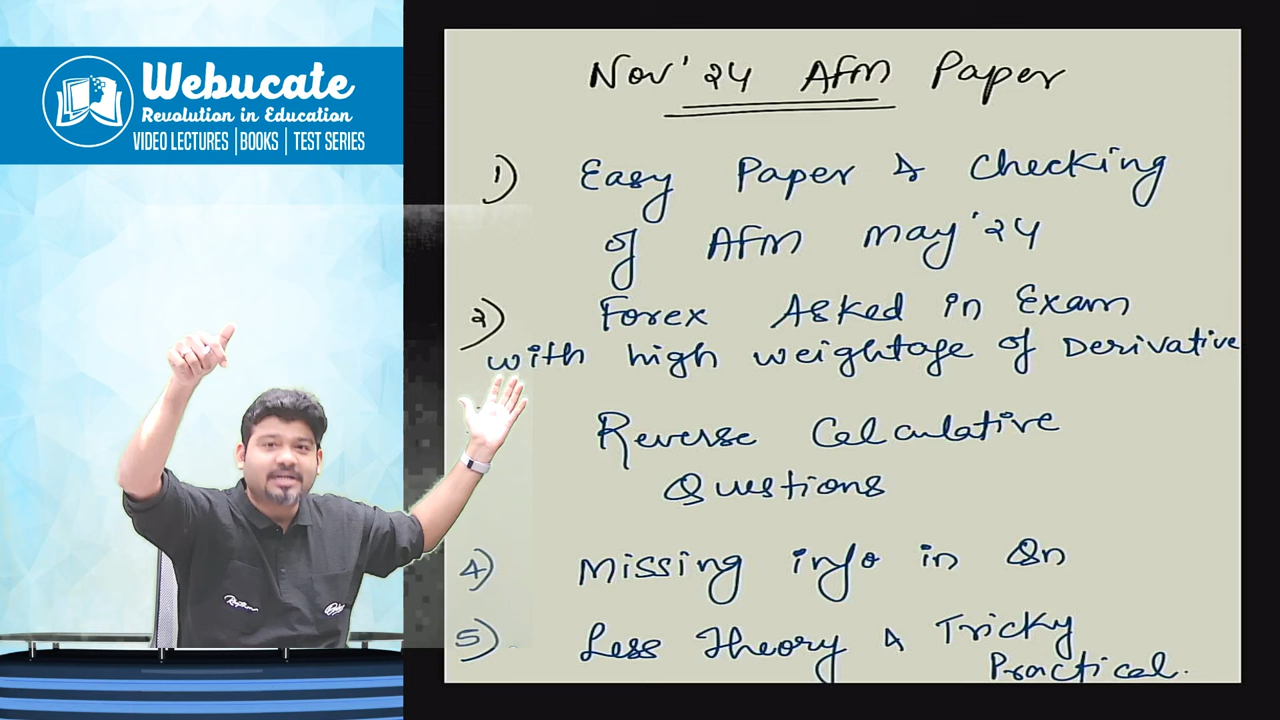 Webucate
Revolution in Education
VIDEO LECTURES | BOOKS | TEST SERIES
Nov'24 AFM Paper
1) Easy Paper & Checking
of AFM May'24
2) Forex Asked in Exam
with high weightage of Derivative
Reverse Calculative
Questions
4) Missing info in Qn
5) Less Theory & Tricky
Practical.